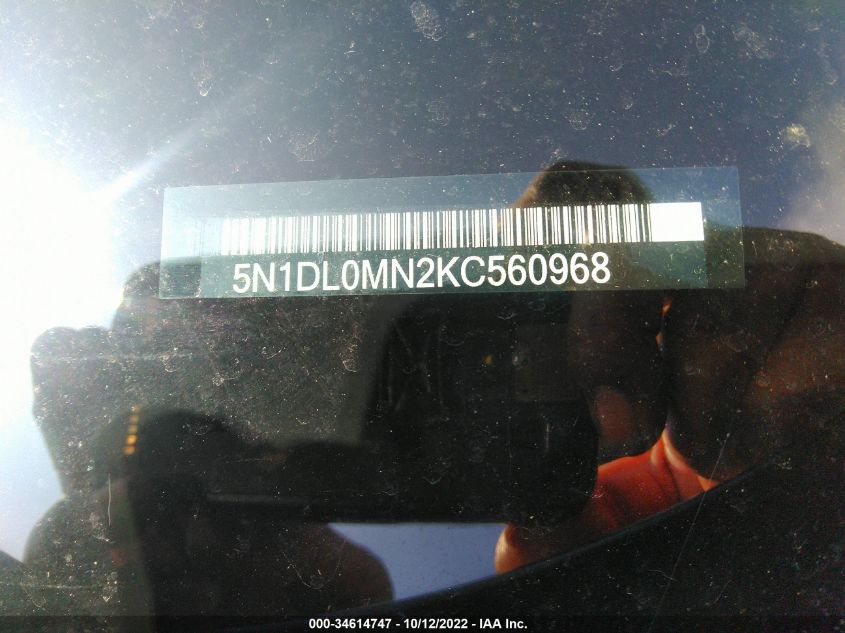 5N1DL0MN2KC560968
000-34614747 - 10/12/2022 - IAA Inc.